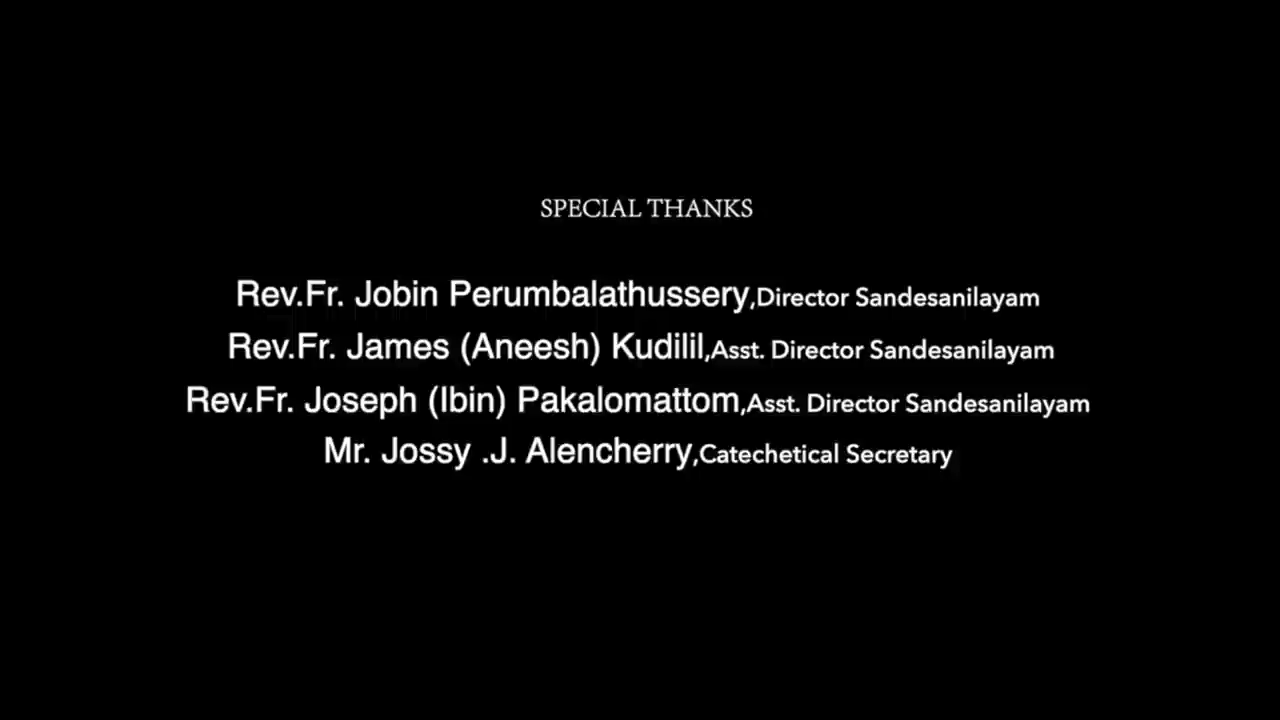 SPECIAL THANKS
Rev.Fr. Jobin Perumbalathussery,Director Sandesanilayam
Rev.Fr. James (Aneesh) Kudilil,Asst. Director Sandesanilayam
Rev.Fr. Joseph (Ibin) Pakalomattom,Asst. Director Sandesanilayam
Mr. Jossy .J. Alencherry,Catechetical Secretary